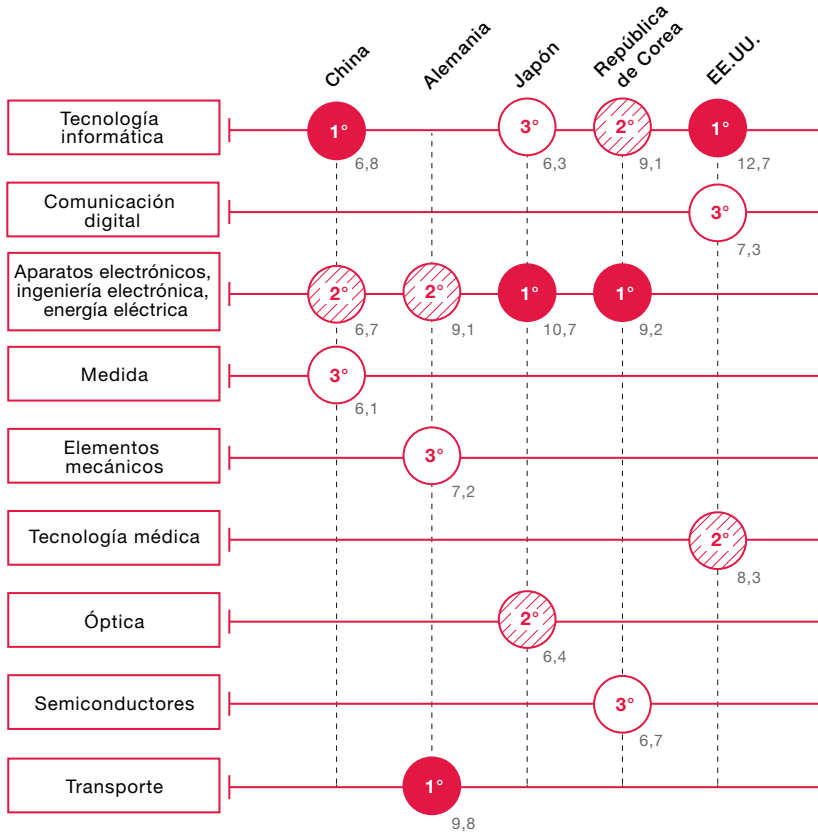 China
Alemania
Japón
República
de Corea
EE.UU.
Tecnología
informática
1°
6,8
3°
6,3
2°
9,1
1°
12,7
Comunicación
digital
3°
7,3
Aparatos electrónicos,
ingeniería electrónica,
energía eléctrica
2°
6,7
2°
9,1
1°
10,7
1°
9,2
Medida
3°
6,1
Elementos
mecánicos
3°
7,2
Tecnología médica
2°
8,3
Óptica
2°
6,4
Semiconductores
3°
6,7
Transporte
1°
9,8